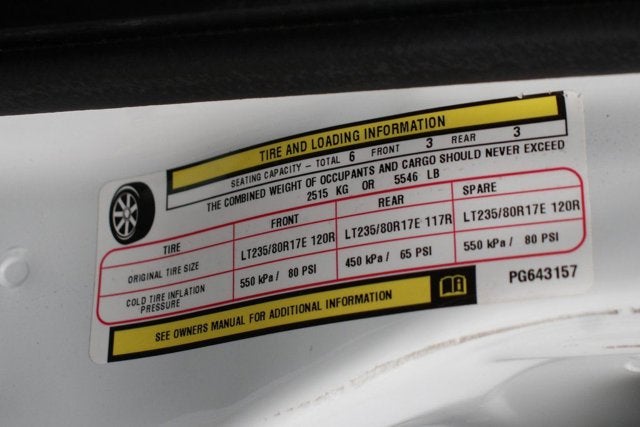 TIRE AND LOADING INFORMATION
SEATING CAPACITY - TOTAL 6 FRONT 3 REAR 3
THE COMBINED WEIGHT OF OCCUPANTS AND CARGO SHOULD NEVER EXCEED
2515 KG OR 5546 LB
TIRE FRONT REAR SPARE
ORIGINAL TIRE SIZE LT235/80R17E 120R LT235/80R17E 117R LT235/80R17E 120R
COLD TIRE INFLATION
PRESSURE 550 kPa / 80 PSI 450 kPa / 65 PSI 550 kPa / 80 PSI
SEE OWNERS MANUAL FOR ADDITIONAL INFORMATION
PG643157